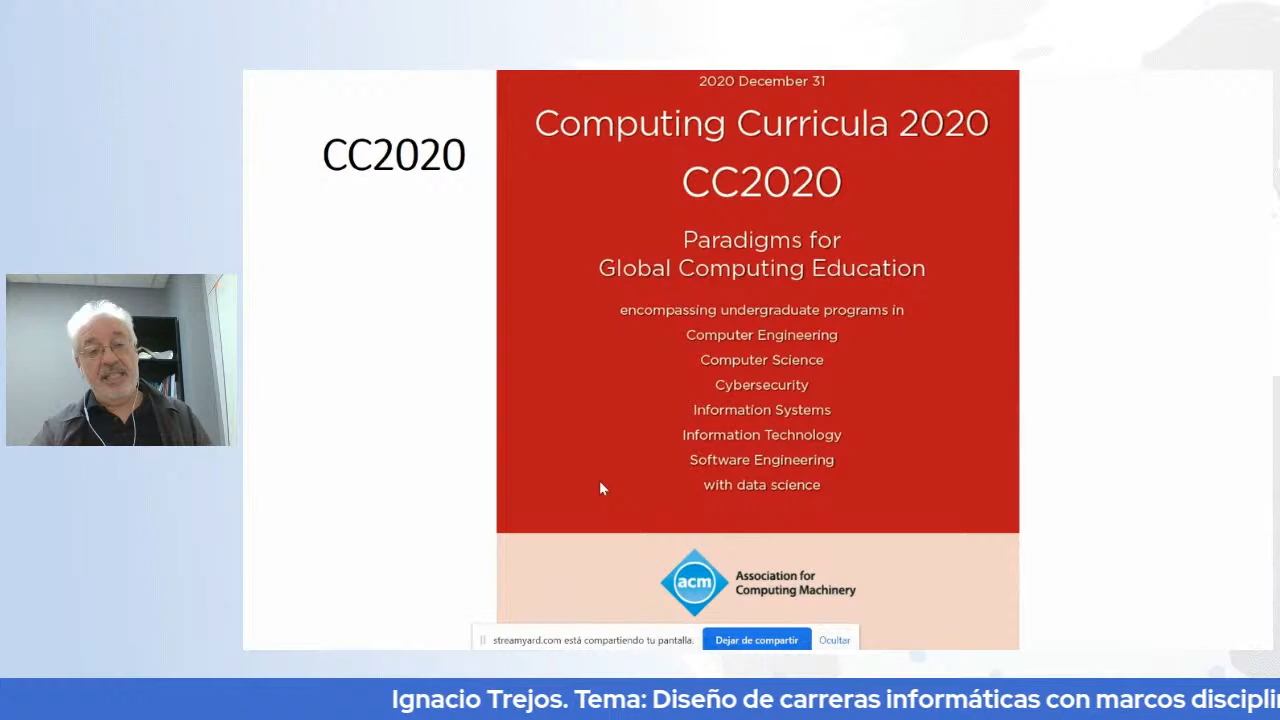 CC2020
2020 December 31
Computing Curricula 2020
CC2020
Paradigms for
Global Computing Education
encompassing undergraduate programs in
Computer Engineering
Computer Science
Cybersecurity
Information Systems
Information Technology
Software Engineering
with data science
acm
Association for
Computing Machinery
streamyard.com está compartiendo tu pantalla.
Dejar de compartir
Ocultar
Ignacio Trejos. Tema: Diseño de carreras informáticas con marcos discipli